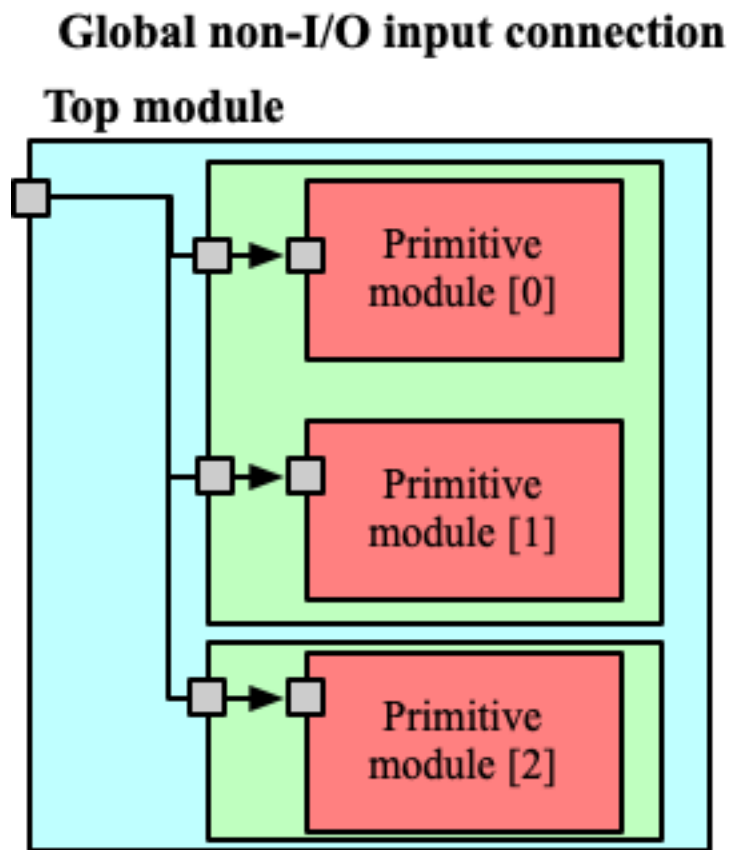 Global non-I/O input connection
Top module
Primitive
module [0]
Primitive
module [1]
Primitive
module [2]